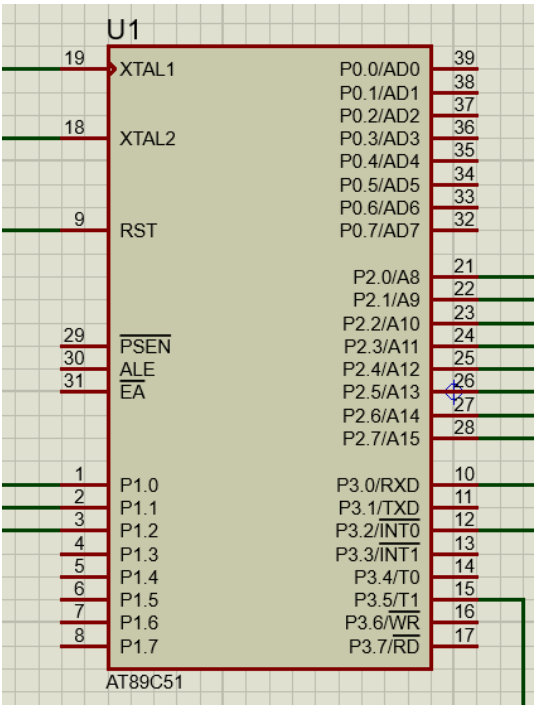 U1
19 XTAL1 P0.0/AD0 39
P0.1/AD1 38
P0.2/AD2 37
18 XTAL2 P0.3/AD3 36
P0.4/AD4 35
P0.5/AD5 34
P0.6/AD6 33
9 RST P0.7/AD7 32
P2.0/A8 21
P2.1/A9 22
P2.2/A10 23
29 PSEN P2.3/A11 24
30 ALE P2.4/A12 25
31 EA P2.5/A13 26
P2.6/A14 27
P2.7/A15 28
1 P1.0 P3.0/RXD 10
2 P1.1 P3.1/TXD 11
3 P1.2 P3.2/INT0 12
4 P1.3 P3.3/INT1 13
5 P1.4 P3.4/T0 14
6 P1.5 P3.5/T1 15
7 P1.6 P3.6/WR 16
8 P1.7 P3.7/RD 17
AT89C51